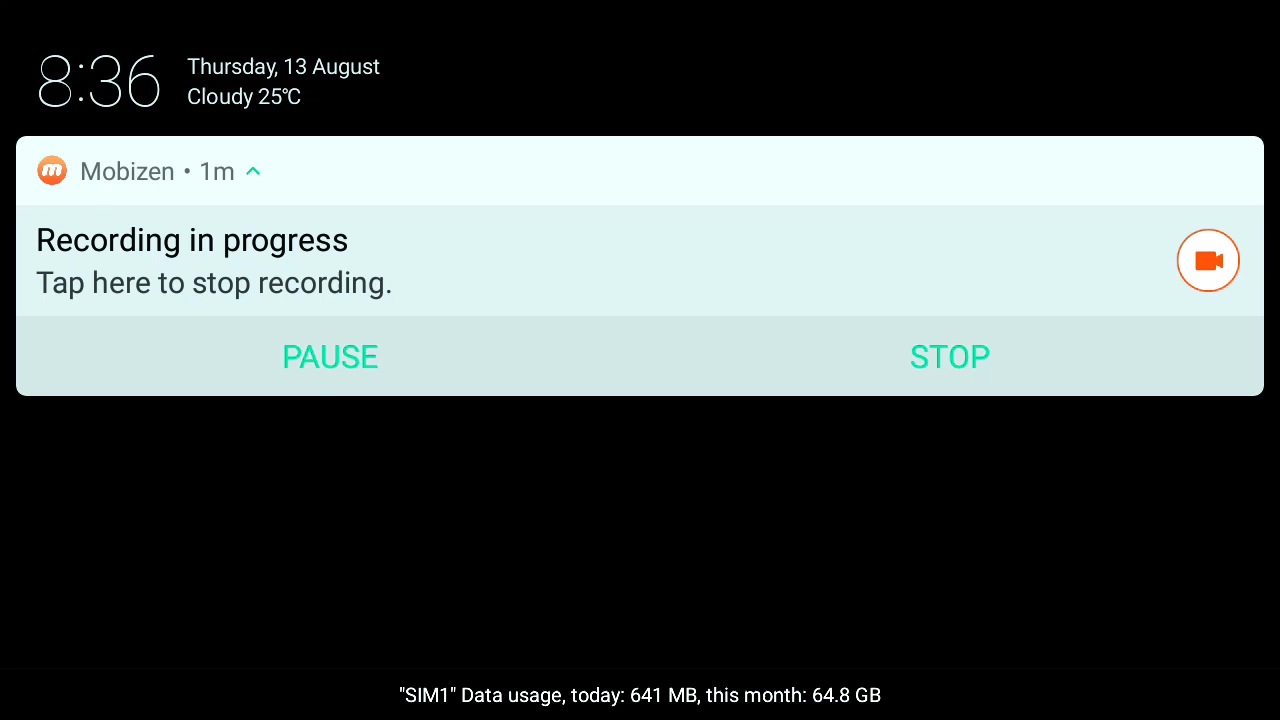 8:36
Thursday, 13 August
Cloudy 25℃
Mobizen • 1m
Recording in progress
Tap here to stop recording.
PAUSE
STOP
"SIM1" Data usage, today: 641 MB, this month: 64.8 GB